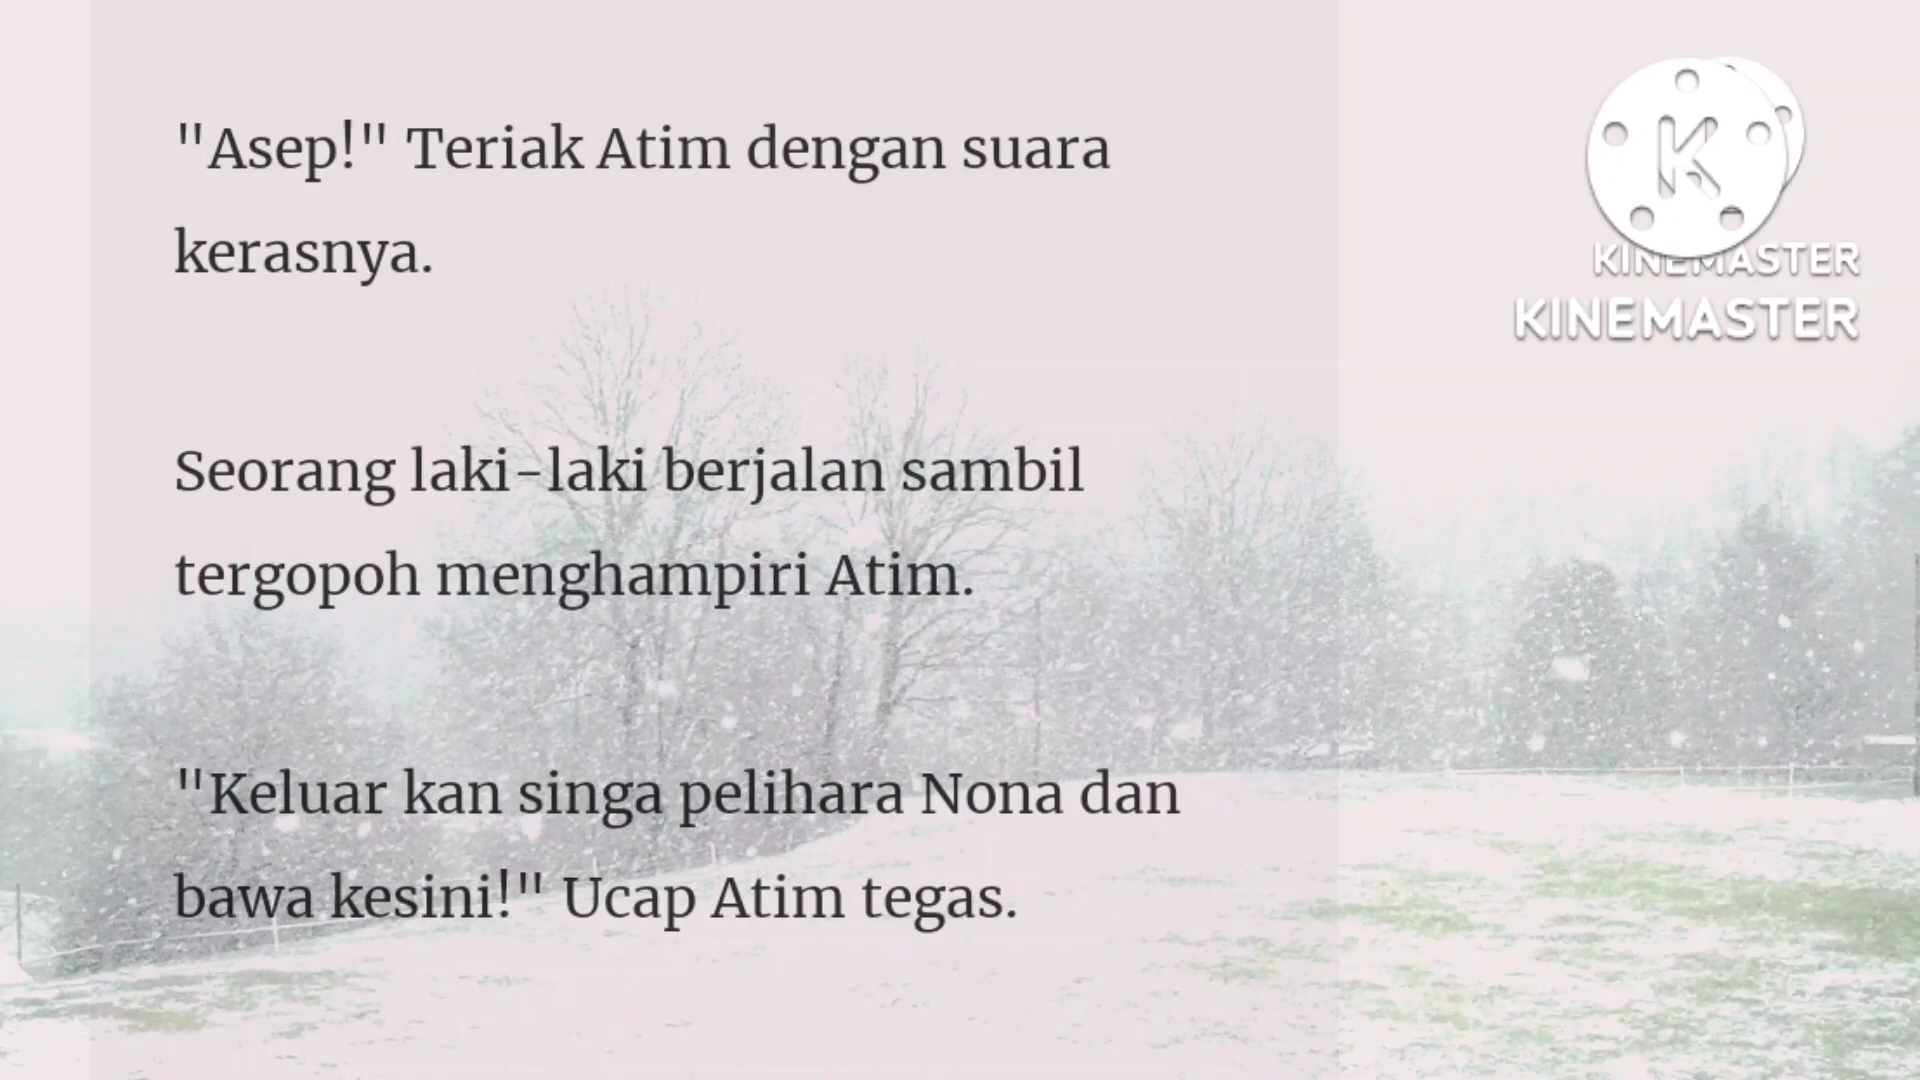 "Asep!" Teriak Atim dengan suara
kerasnya.
Seorang laki-laki berjalan sambil
tergopoh menghampiri Atim.
"Keluar kan singa pelihara Nona dan
bawa kesini!" Ucap Atim tegas.
K
KINEMASTER
KINEMASTER